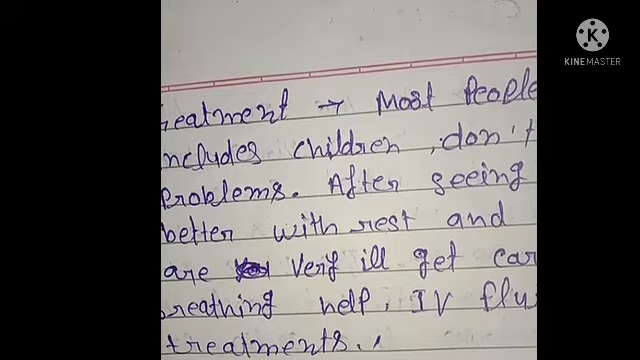 KINEMASTER
reatment → Most People
ncludes children, don't
Problems. After seeing
better with rest and
are very ill get car
reathing help, IV flu
treatments.,